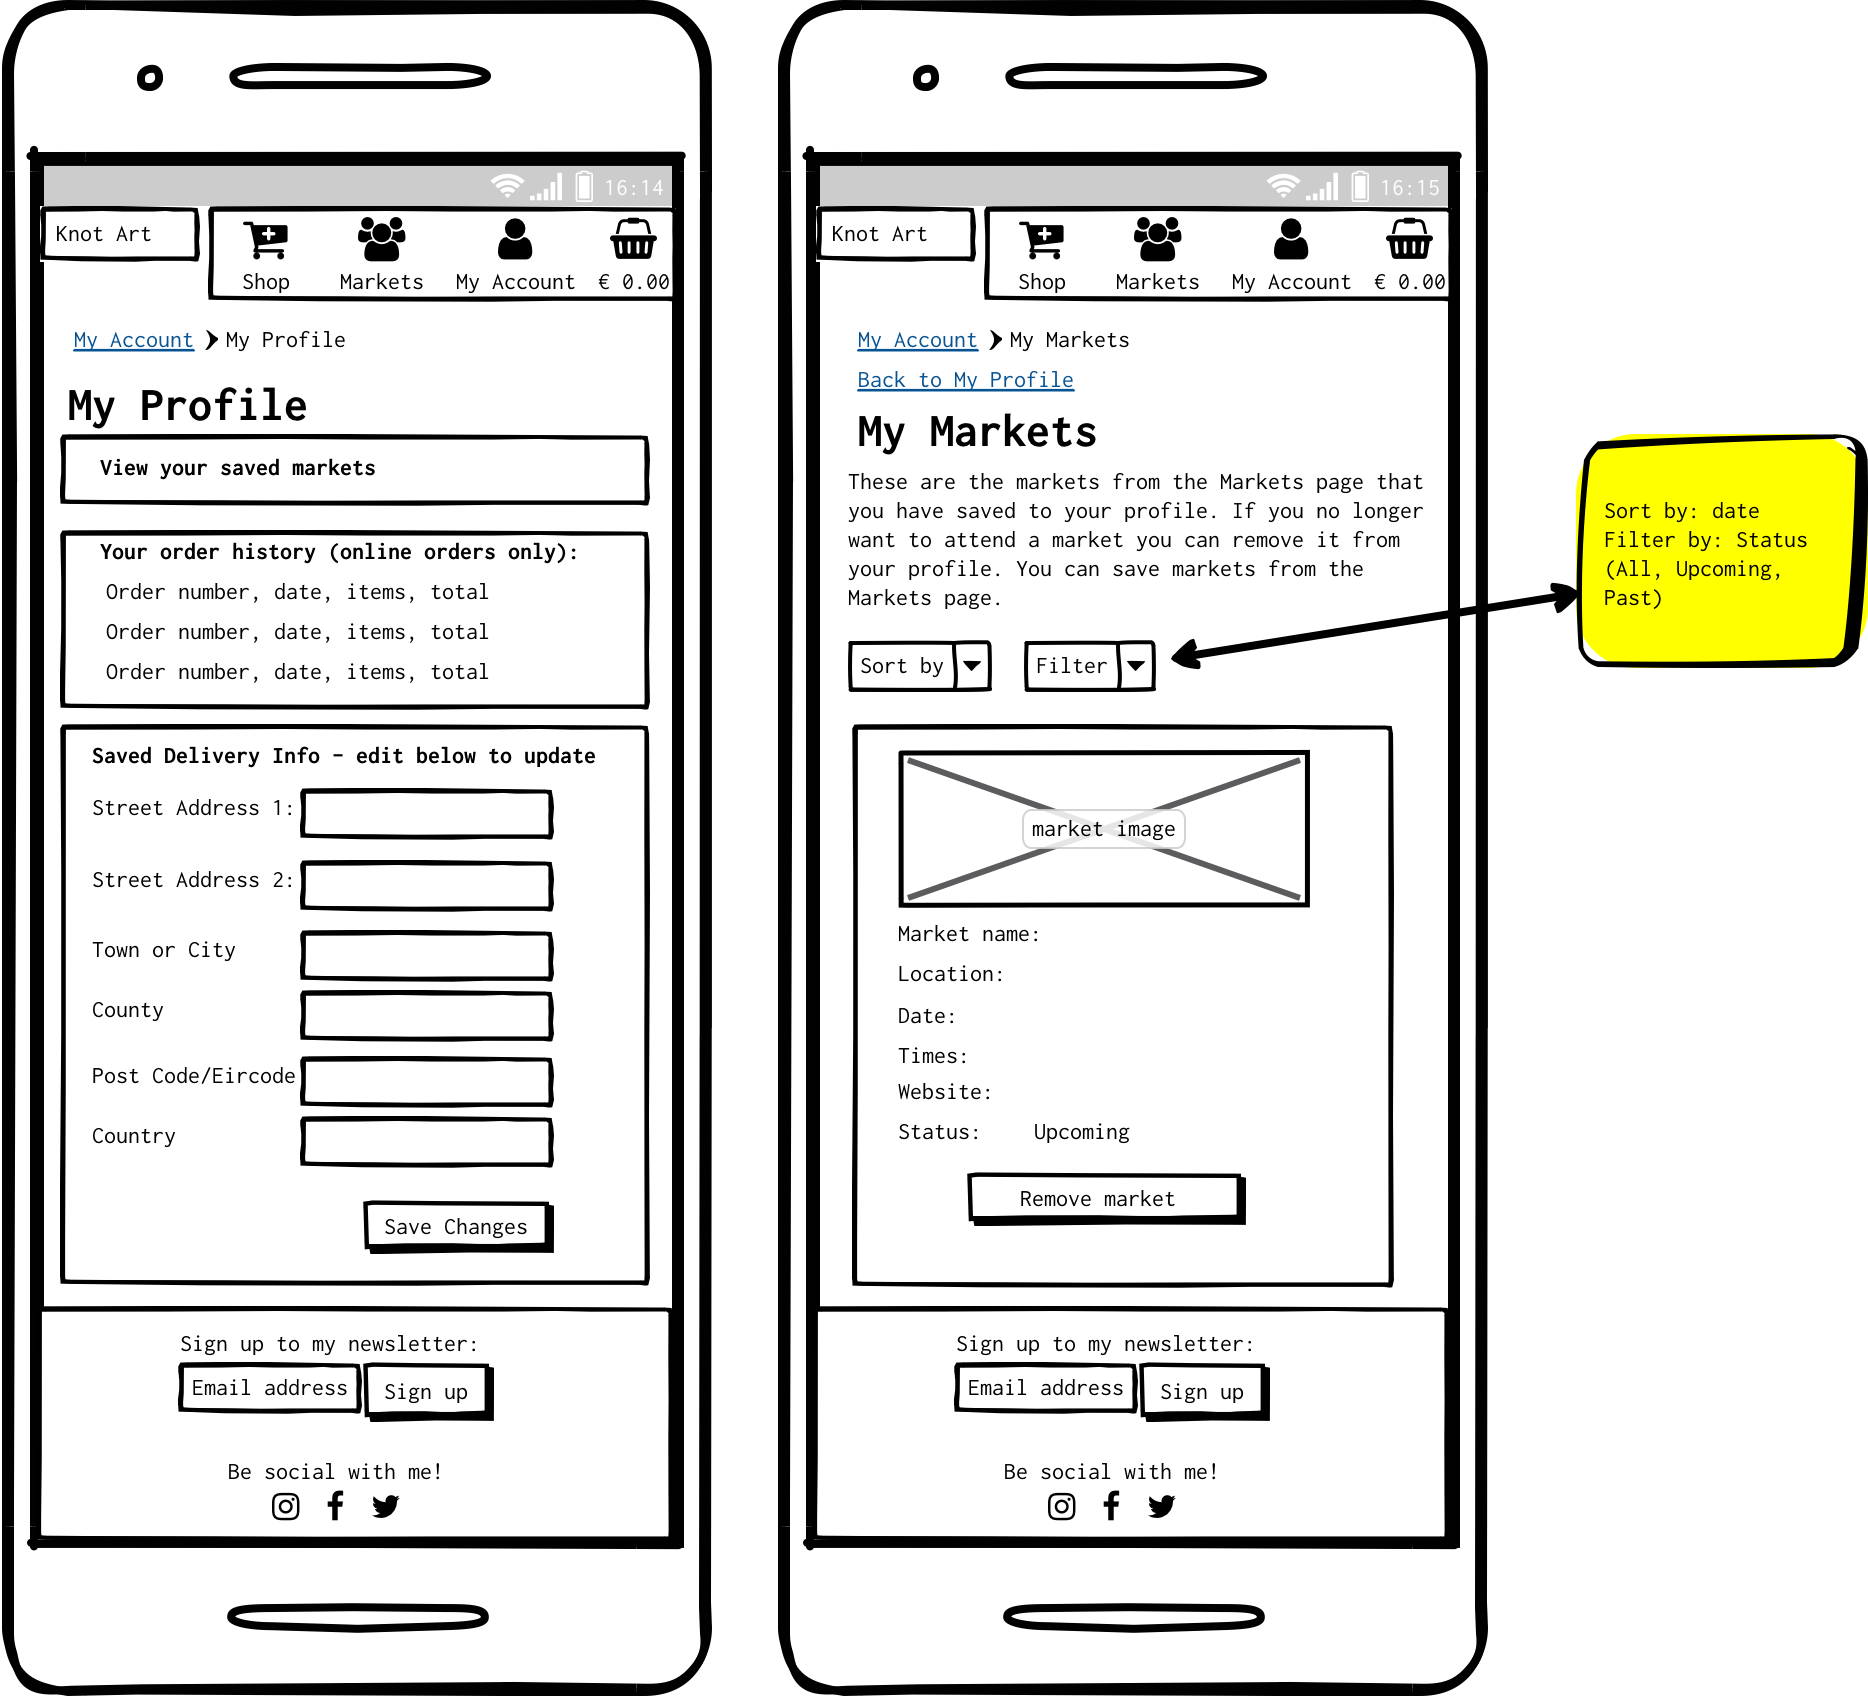 16:14
Knot Art
Shop Markets My Account € 0.00
My Account My Profile
My Profile
View your saved markets
Your order history (online orders only):
Order number, date, items, total
Order number, date, items, total
Order number, date, items, total
Saved Delivery Info - edit below to update
Street Address 1:
Street Address 2:
Town or City
County
Post Code/Eircode
Country
Save Changes
Sign up to my newsletter:
Email address Sign up
Be social with me!
16:15
Knot Art
Shop Markets My Account € 0.00
My Account My Markets
Back to My Profile
My Markets
These are the markets from the Markets page that
you have saved to your profile. If you no longer
want to attend a market you can remove it from
your profile. You can save markets from the
Markets page.
Sort by Filter
market image
Market name:
Location:
Date:
Times:
Website:
Status: Upcoming
Remove market
Sign up to my newsletter:
Email address Sign up
Be social with me!
Sort by: date
Filter by: Status
(All, Upcoming,
Past)